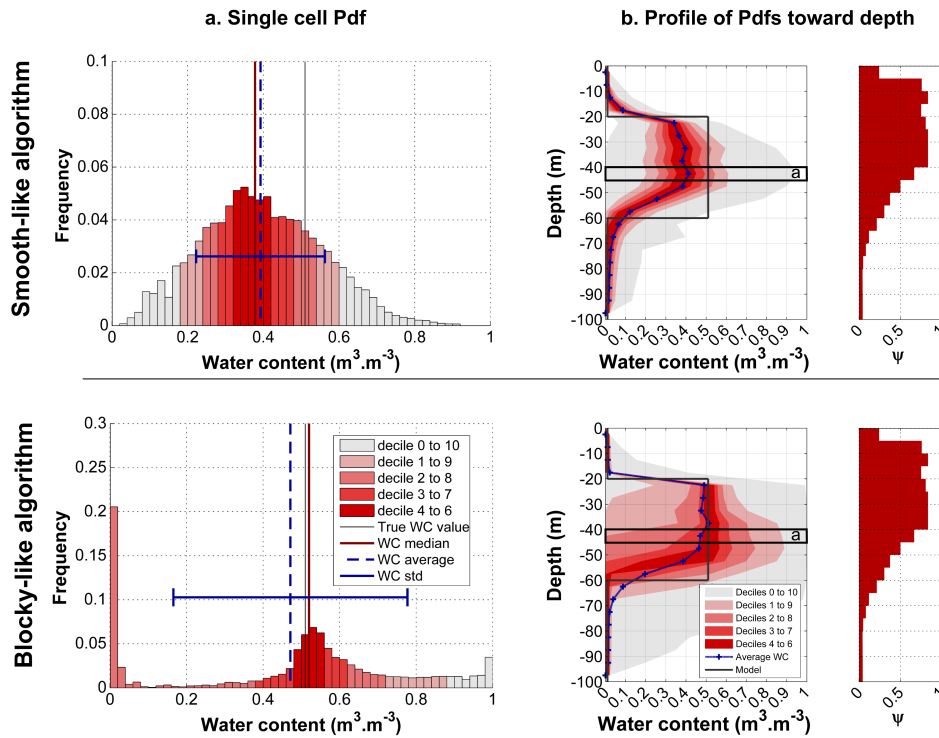 a. Single cell Pdf
b. Profile of Pdfs toward depth
Smooth-like algorithm
Frequency
0.1
0.08
0.06
0.04
0.02
0
0 0.2 0.4 0.6 0.8 1
Water content (m³.m⁻³)
Depth (m)
0
-10
-20
-30
-40
-50
-60
-70
-80
-90
-100
a
0 0.1 0.2 0.3 0.4 0.5 0.6 0.7 0.8 0.9 1
Water content (m³.m⁻³)
0 0.5 1
ψ
Blocky-like algorithm
Frequency
0.3
0.25
0.20
0.15
0.1
0.05
0
decile 0 to 10
decile 1 to 9
decile 2 to 8
decile 3 to 7
decile 4 to 6
True WC value
WC median
WC average
WC std
0 0.2 0.4 0.6 0.8 1
Water content (m³.m⁻³)
Depth (m)
0
-10
-20
-30
-40
-50
-60
-70
-80
-90
-100
a
Deciles 0 to 10
Deciles 1 to 9
Deciles 2 to 8
Deciles 3 to 7
Deciles 4 to 6
Average WC
Model
0 0.1 0.2 0.3 0.4 0.5 0.6 0.7 0.8 0.9 1
Water content (m³.m⁻³)
0 0.5 1
ψ